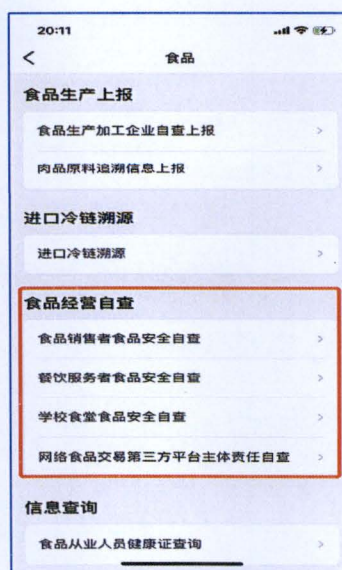 20:11
食品
食品生产上报
食品生产加工企业自查上报
肉品原料追溯信息上报
进口冷链溯源
进口冷链溯源
食品经营自查
食品销售者食品安全自查
餐饮服务者食品安全自查
学校食堂食品安全自查
网络食品交易第三方平台主体责任自查
信息查询
食品从业人员健康证查询